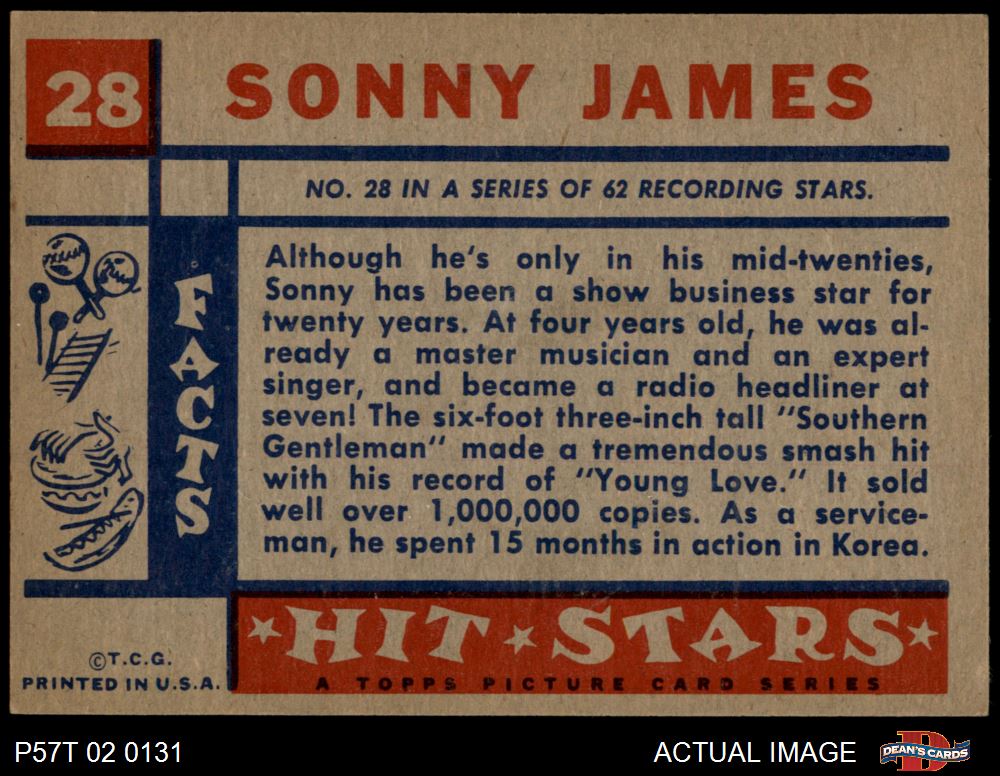 28
SONNY JAMES
NO. 28 IN A SERIES OF 62 RECORDING STARS.
FACTS
Although he's only in his mid-twenties,
Sonny has been a show business star for
twenty years. At four years old, he was al-
ready a master musician and an expert
singer, and became a radio headliner at
seven! The six-foot three-inch tall "Southern
Gentleman" made a tremendous smash hit
with his record of "Young Love." It sold
well over 1,000,000 copies. As a service-
man, he spent 15 months in action in Korea.
HIT STARS
A TOPPS PICTURE CARD SERIES
©T.C.G.
PRINTED IN U.S.A.
P57T 02 0131
ACTUAL IMAGE
DEAN'S CARDS